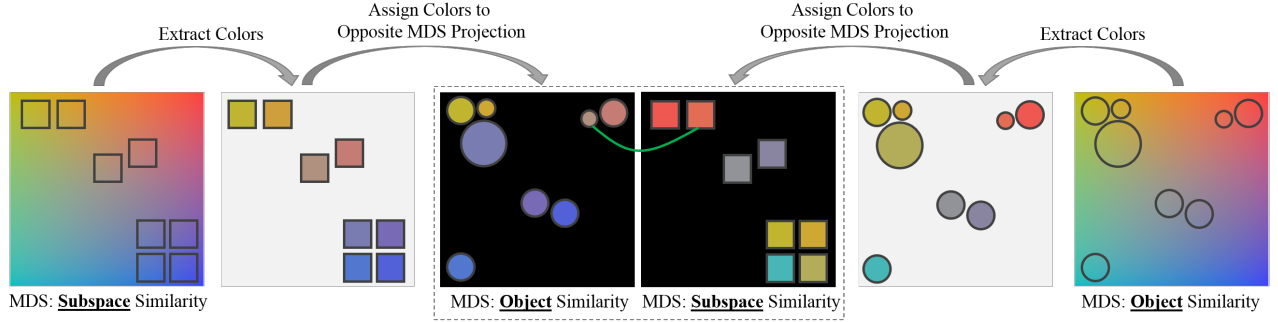 Extract Colors
Assign Colors to
Opposite MDS Projection
Assign Colors to
Opposite MDS Projection
Extract Colors
MDS: Subspace Similarity
MDS: Object Similarity
MDS: Subspace Similarity
MDS: Object Similarity